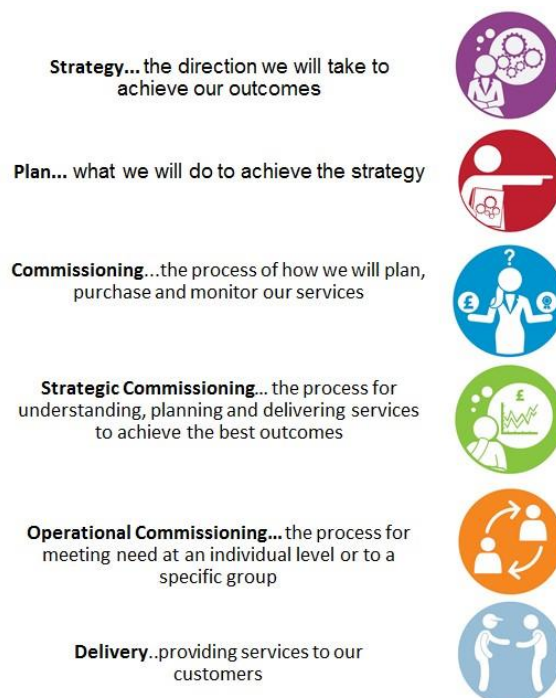 Strategy... the direction we will take to
achieve our outcomes
Plan... what we will do to achieve the strategy
Commissioning...the process of how we will plan,
purchase and monitor our services
?
£
Strategic Commissioning... the process for
understanding, planning and delivering services
to achieve the best outcomes
£
Operational Commissioning... the process for
meeting need at an individual level or to a
specific group
Delivery..providing services to our
customers